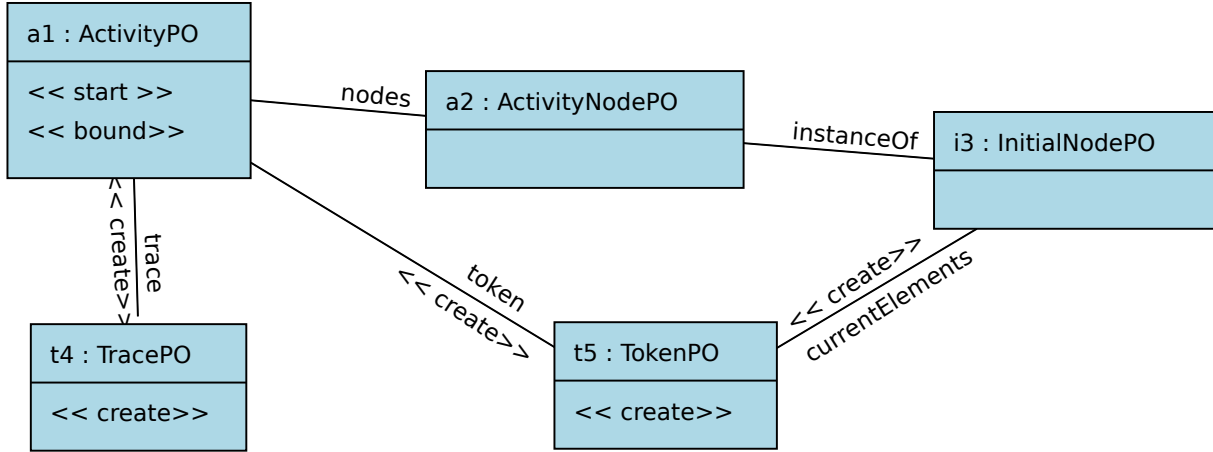 a1 : ActivityPO
<< start >>
<< bound>>
nodes
a2 : ActivityNodePO
instanceOf
i3 : InitialNodePO
<< create>>
trace
token
<< create>>
<< create>>
currentElements
t4 : TracePO
<< create>>
t5 : TokenPO
<< create>>